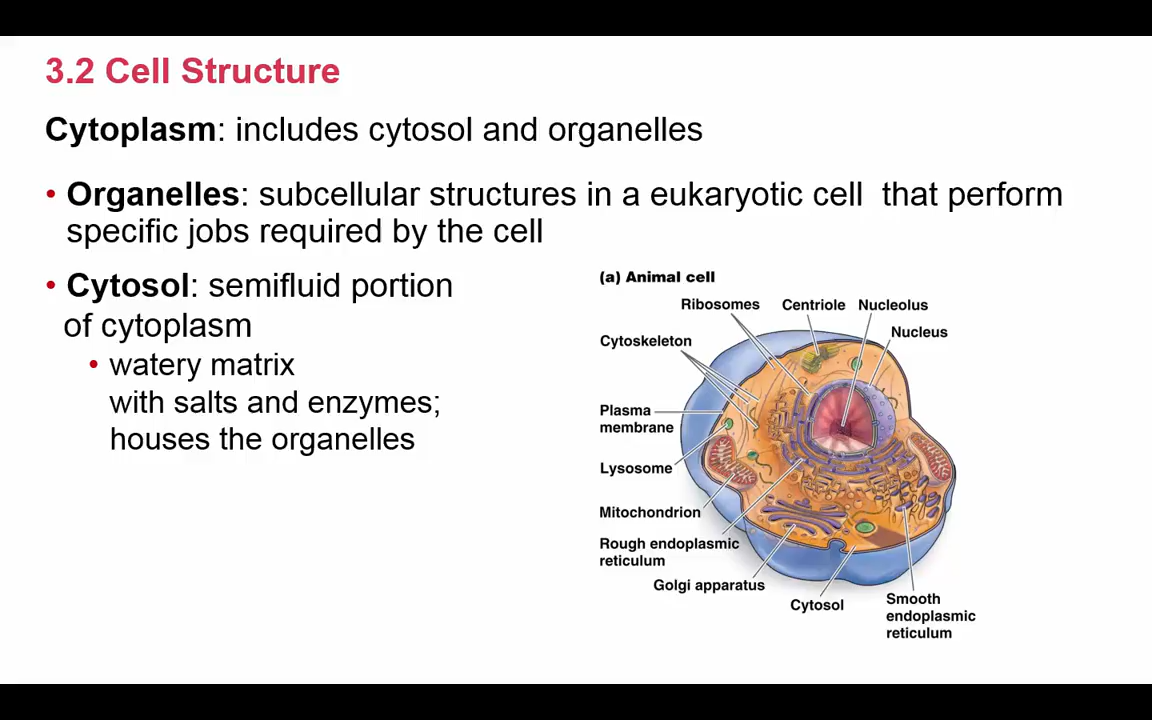 3.2 Cell Structure
Cytoplasm: includes cytosol and organelles
• Organelles: subcellular structures in a eukaryotic cell  that perform
specific jobs required by the cell
• Cytosol: semifluid portion
of cytoplasm
• watery matrix
with salts and enzymes;
houses the organelles
(a) Animal cell
Ribosomes
Centriole
Nucleolus
Nucleus
Cytoskeleton
Plasma
membrane
Lysosome
Mitochondrion
Rough endoplasmic
reticulum
Golgi apparatus
Cytosol
Smooth
endoplasmic
reticulum